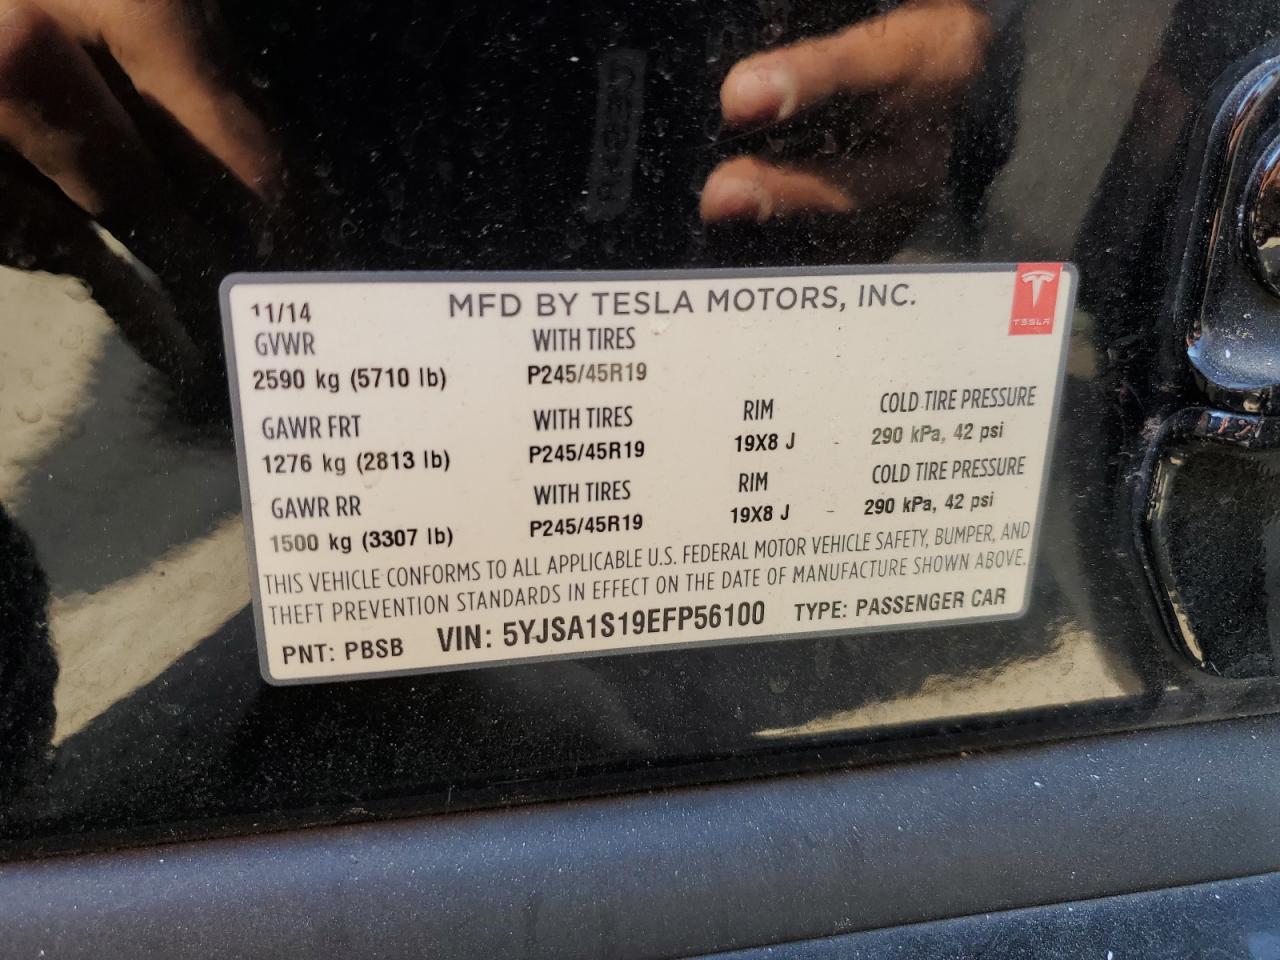 11/14 MFD BY TESLA MOTORS, INC.
TESLA
GVWR WITH TIRES
2590 kg (5710 lb) P245/45R19
GAWR FRT WITH TIRES RIM COLD TIRE PRESSURE
1276 kg (2813 lb) P245/45R19 19X8 J - 290 kPa, 42 psi
GAWR RR WITH TIRES RIM COLD TIRE PRESSURE
1500 kg (3307 lb) P245/45R19 19X8 J - 290 kPa, 42 psi
THIS VEHICLE CONFORMS TO ALL APPLICABLE U.S. FEDERAL MOTOR VEHICLE SAFETY, BUMPER, AND
THEFT PREVENTION STANDARDS IN EFFECT ON THE DATE OF MANUFACTURE SHOWN ABOVE.
PNT: PBSB VIN: 5YJSA1S19EFP56100 TYPE: PASSENGER CAR